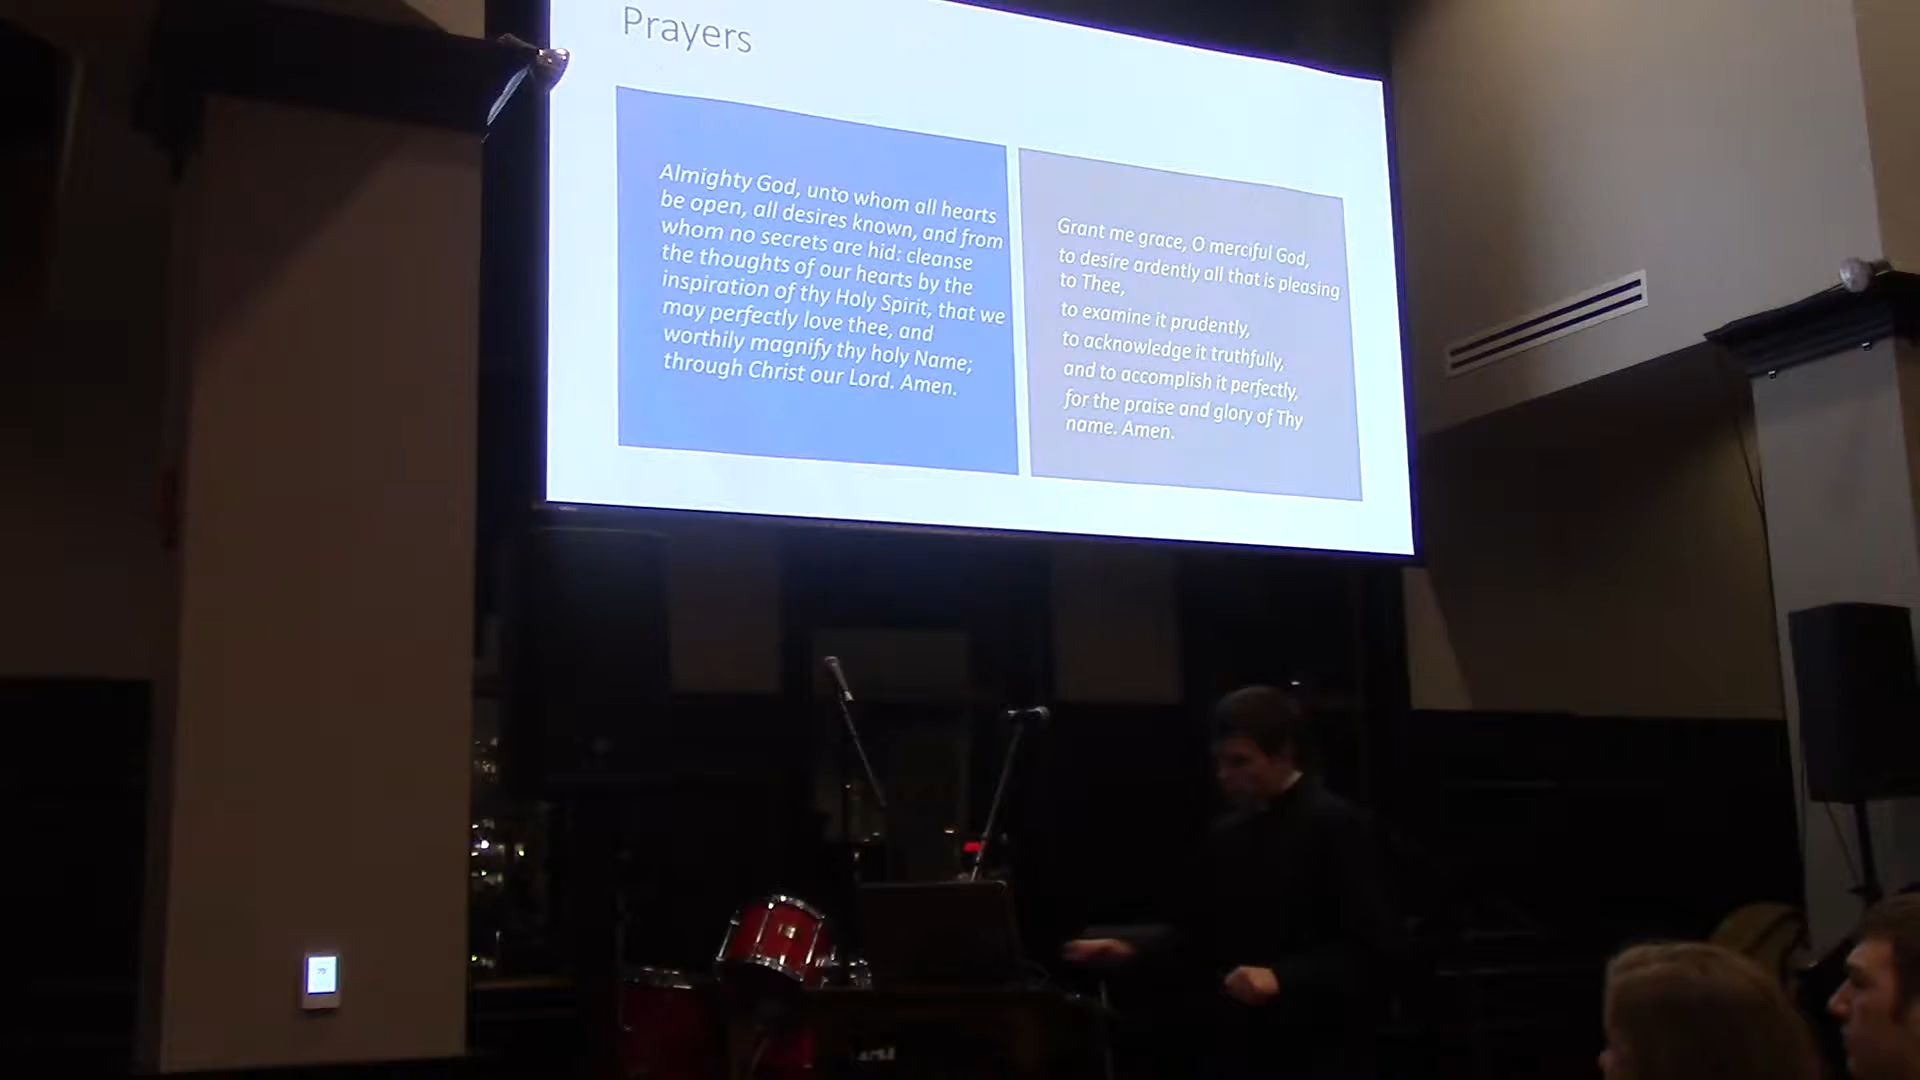 Prayers
Almighty God, unto whom all hearts
be open, all desires known, and from
whom no secrets are hid: cleanse
the thoughts of our hearts by the
inspiration of thy Holy Spirit, that we
may perfectly love thee, and
worthily magnify thy holy Name;
through Christ our Lord. Amen.
Grant me grace, O merciful God,
to desire ardently all that is pleasing
to Thee,
to examine it prudently,
to acknowledge it truthfully,
and to accomplish it perfectly,
for the praise and glory of Thy
name. Amen.